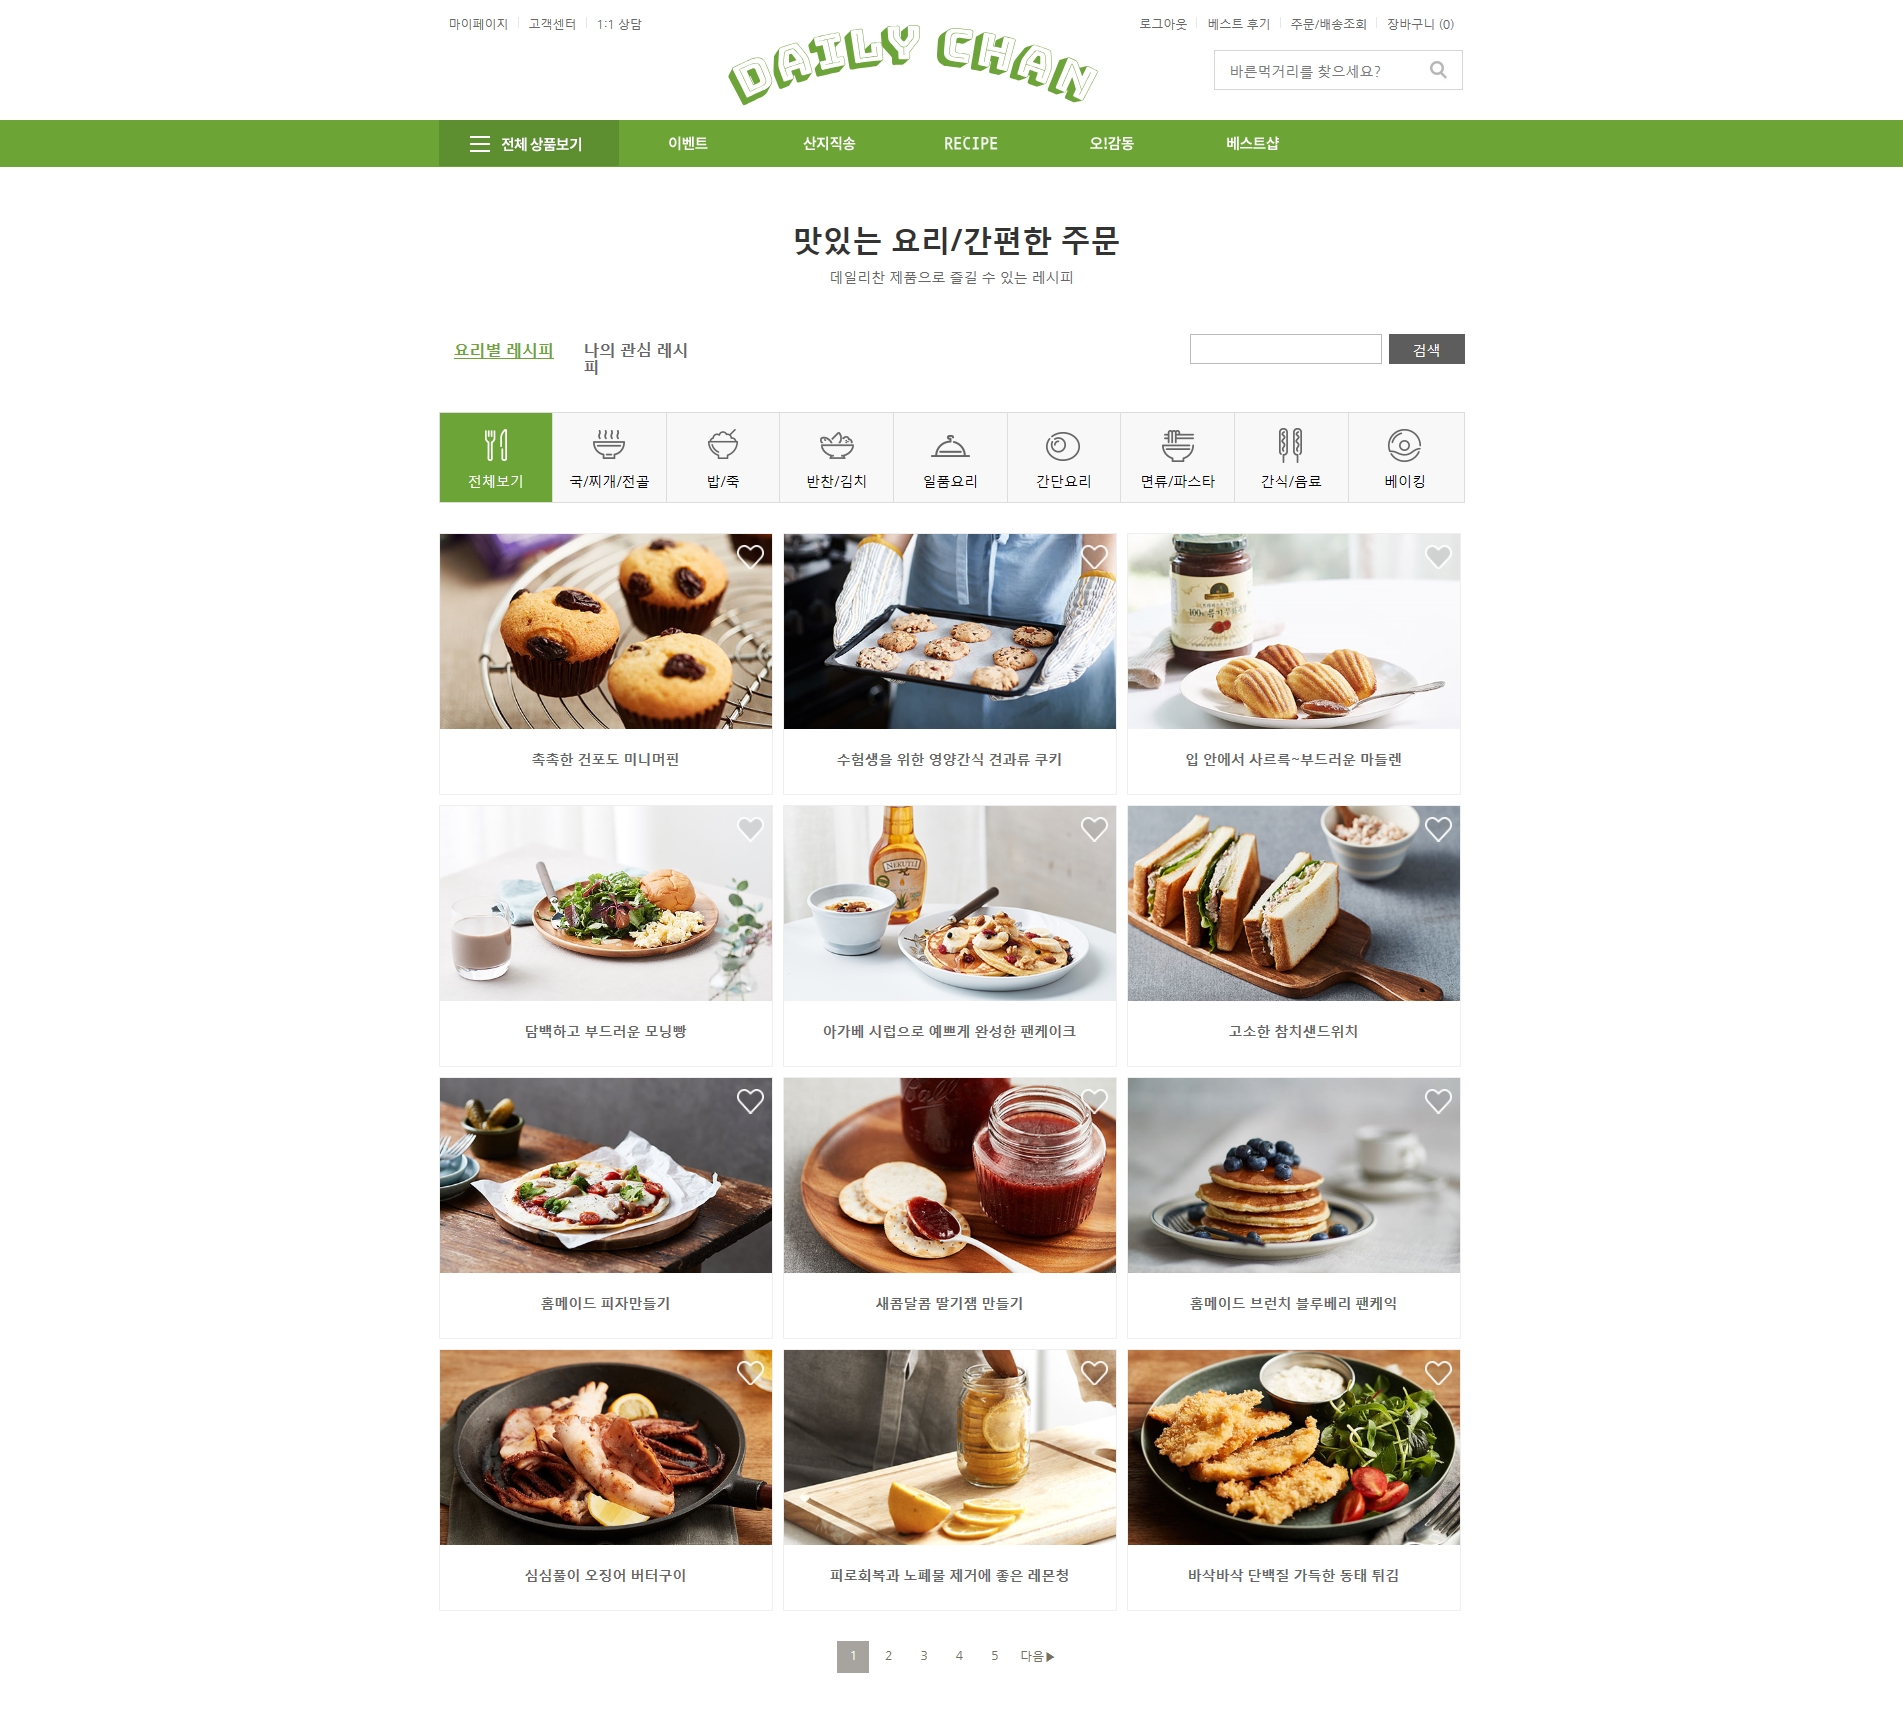 마이페이지 고객센터 1:1 상담
로그아웃 베스트 후기 주문/배송조회 장바구니 (0)
DAILY CHAN
바른먹거리를 찾으세요?
전체 상품보기 이벤트 산지직송 RECIPE 오!감동 베스트샵
맛있는 요리/간편한 주문
데일리찬 제품으로 즐길 수 있는 레시피
요리별 레시피
나의 관심 레시
피
검색
전체보기 국/찌개/전골 밥/죽 반찬/김치 일품요리 간단요리 면류/파스타 간식/음료 베이킹
촉촉한 건포도 미니머핀
수험생을 위한 영양간식 견과류 쿠키
입 안에서 사르륵~부드러운 마들렌
NEKUTLI
담백하고 부드러운 모닝빵
아가베 시럽으로 예쁘게 완성한 팬케이크
고소한 참치샌드위치
Ball
홈메이드 피자만들기
새콤달콤 딸기잼 만들기
홈메이드 브런치 블루베리 팬케익
심심풀이 오징어 버터구이
피로회복과 노폐물 제거에 좋은 레몬청
바삭바삭 단백질 가득한 동태 튀김
1 2 3 4 5 다음▶